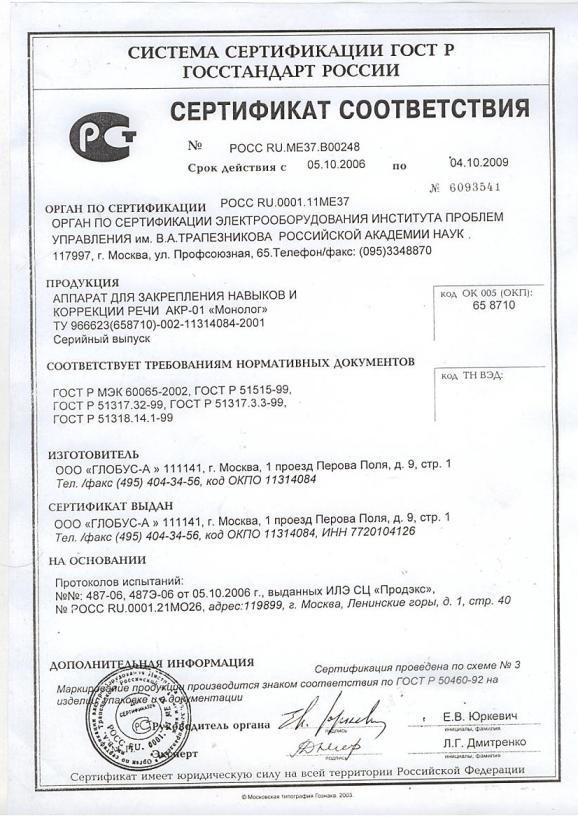 СИСТЕМА СЕРТИФИКАЦИИ ГОСТ Р
ГОССТАНДАРТ РОССИИ
СЕРТИФИКАТ СООТВЕТСТВИЯ
РСТ
№ РОСС RU.ME37.B00248
Срок действия с 05.10.2006 по 04.10.2009
№ 6093541
ОРГАН ПО СЕРТИФИКАЦИИ РОСС RU.0001.11ME37
ОРГАН ПО СЕРТИФИКАЦИИ ЭЛЕКТРООБОРУДОВАНИЯ ИНСТИТУТА ПРОБЛЕМ
УПРАВЛЕНИЯ им. В.А.ТРАПЕЗНИКОВА РОССИЙСКОЙ АКАДЕМИИ НАУК .
117997, г. Москва, ул. Профсоюзная, 65.Телефон/факс: (095)3348870
ПРОДУКЦИЯ
АППАРАТ ДЛЯ ЗАКРЕПЛЕНИЯ НАВЫКОВ И
КОРРЕКЦИИ РЕЧИ АКР-01 «Монолог»
ТУ 966623(658710)-002-11314084-2001
Серийный выпуск
код ОК 005 (ОКП):
65 8710
СООТВЕТСТВУЕТ ТРЕБОВАНИЯМ НОРМАТИВНЫХ ДОКУМЕНТОВ
ГОСТ Р МЭК 60065-2002, ГОСТ Р 51515-99,
ГОСТ Р 51317.32-99, ГОСТ Р 51317.3.3-99,
ГОСТ Р 51318.14.1-99
код ТН ВЭД:
ИЗГОТОВИТЕЛЬ
ООО «ГЛОБУС-А » 111141, г. Москва, 1 проезд Перова Поля, д. 9, стр. 1
Тел. /факс (495) 404-34-56, код ОКПО 11314084
СЕРТИФИКАТ ВЫДАН
ООО «ГЛОБУС-А » 111141, г. Москва, 1 проезд Перова Поля, д. 9, стр. 1
Тел. /факс (495) 404-34-56, код ОКПО 11314084, ИНН 7720104126
НА ОСНОВАНИИ
Протоколов испытаний:
№№: 487-06, 487Э-06 от 05.10.2006 г., выданных ИЛЭ СЦ «Продэкс»,
№ РОСС RU.0001.21МО26, адрес:119899, г. Москва, Ленинские горы, д. 1, стр. 40
ДОПОЛНИТЕЛЬНАЯ ИНФОРМАЦИЯ
Сертификация проведена по схеме № 3
Маркирование продукции производится знаком соответствия по ГОСТ Р 50460-92 на
изделии, упаковке и в документации
Руководитель органа
подпись
Е.В. Юркевич
инициалы, фамилия
Эксперт
подпись
Л.Г. Дмитренко
инициалы, фамилия
Сертификат имеет юридическую силу на всей территории Российской Федерации
© Московская типография Гознака, 2003.